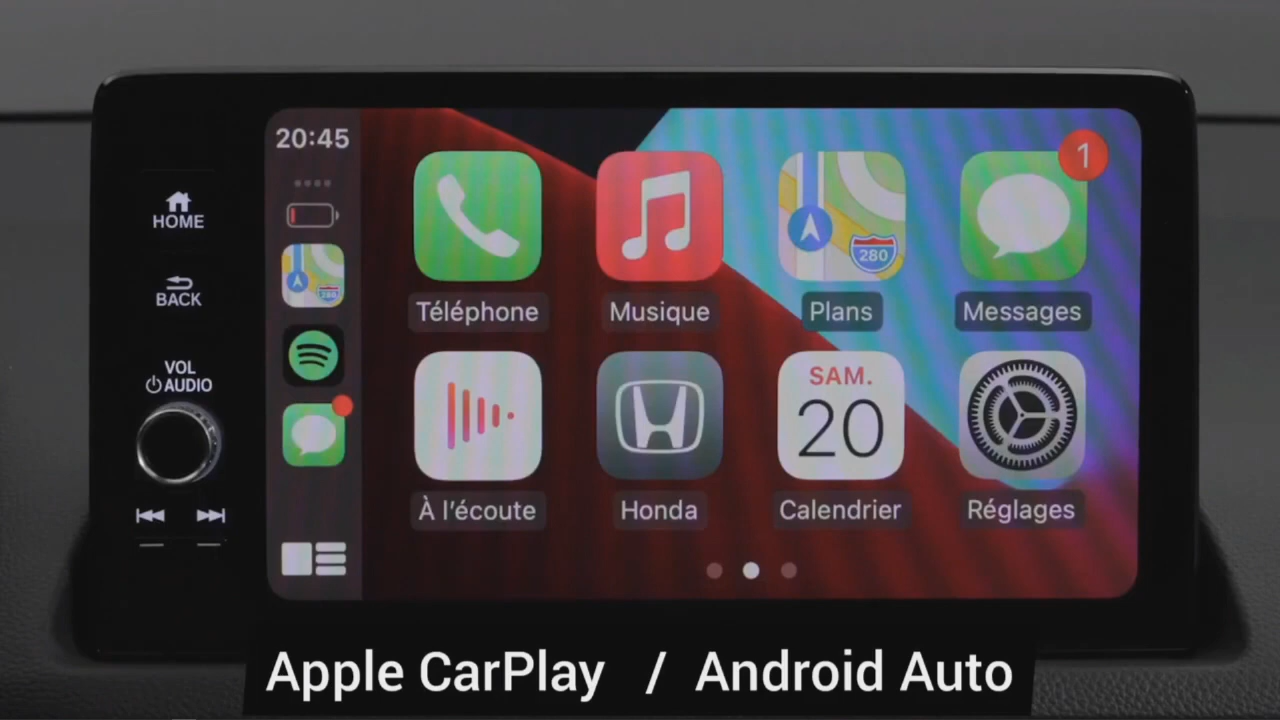 20:45
HOME
BACK
VOL
AUDIO
1
280
280
Téléphone Musique Plans Messages
SAM.
20
À l'écoute Honda Calendrier Réglages
Apple CarPlay / Android Auto